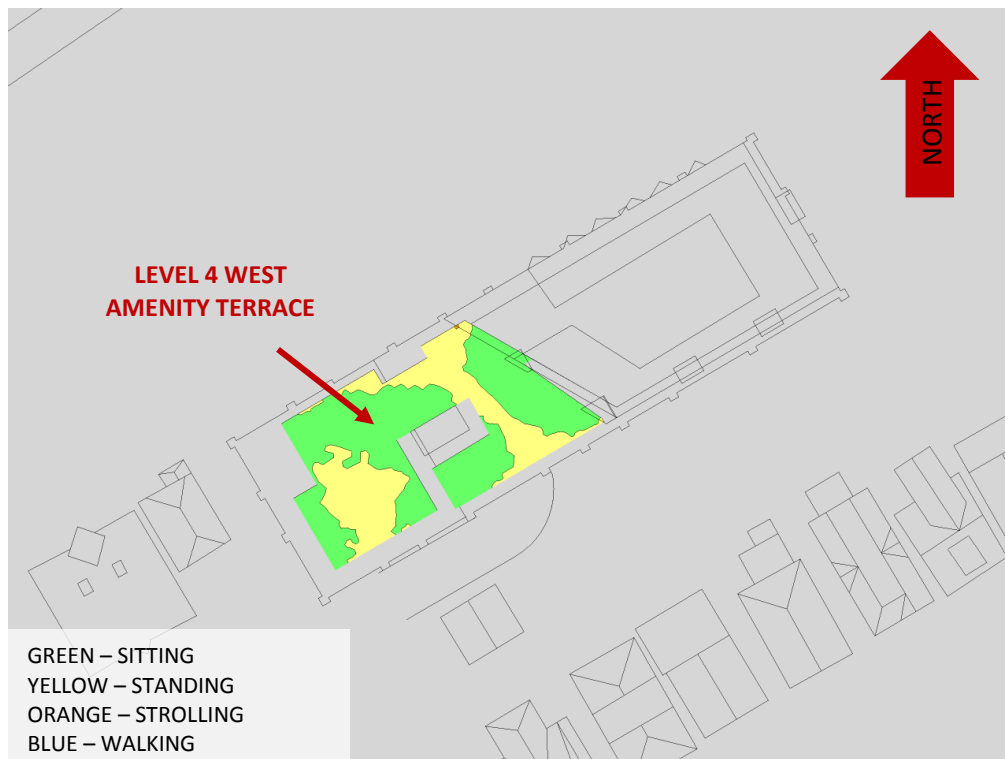 NORTH
LEVEL 4 WEST
AMENITY TERRACE
GREEN – SITTING
YELLOW – STANDING
ORANGE – STROLLING
BLUE – WALKING